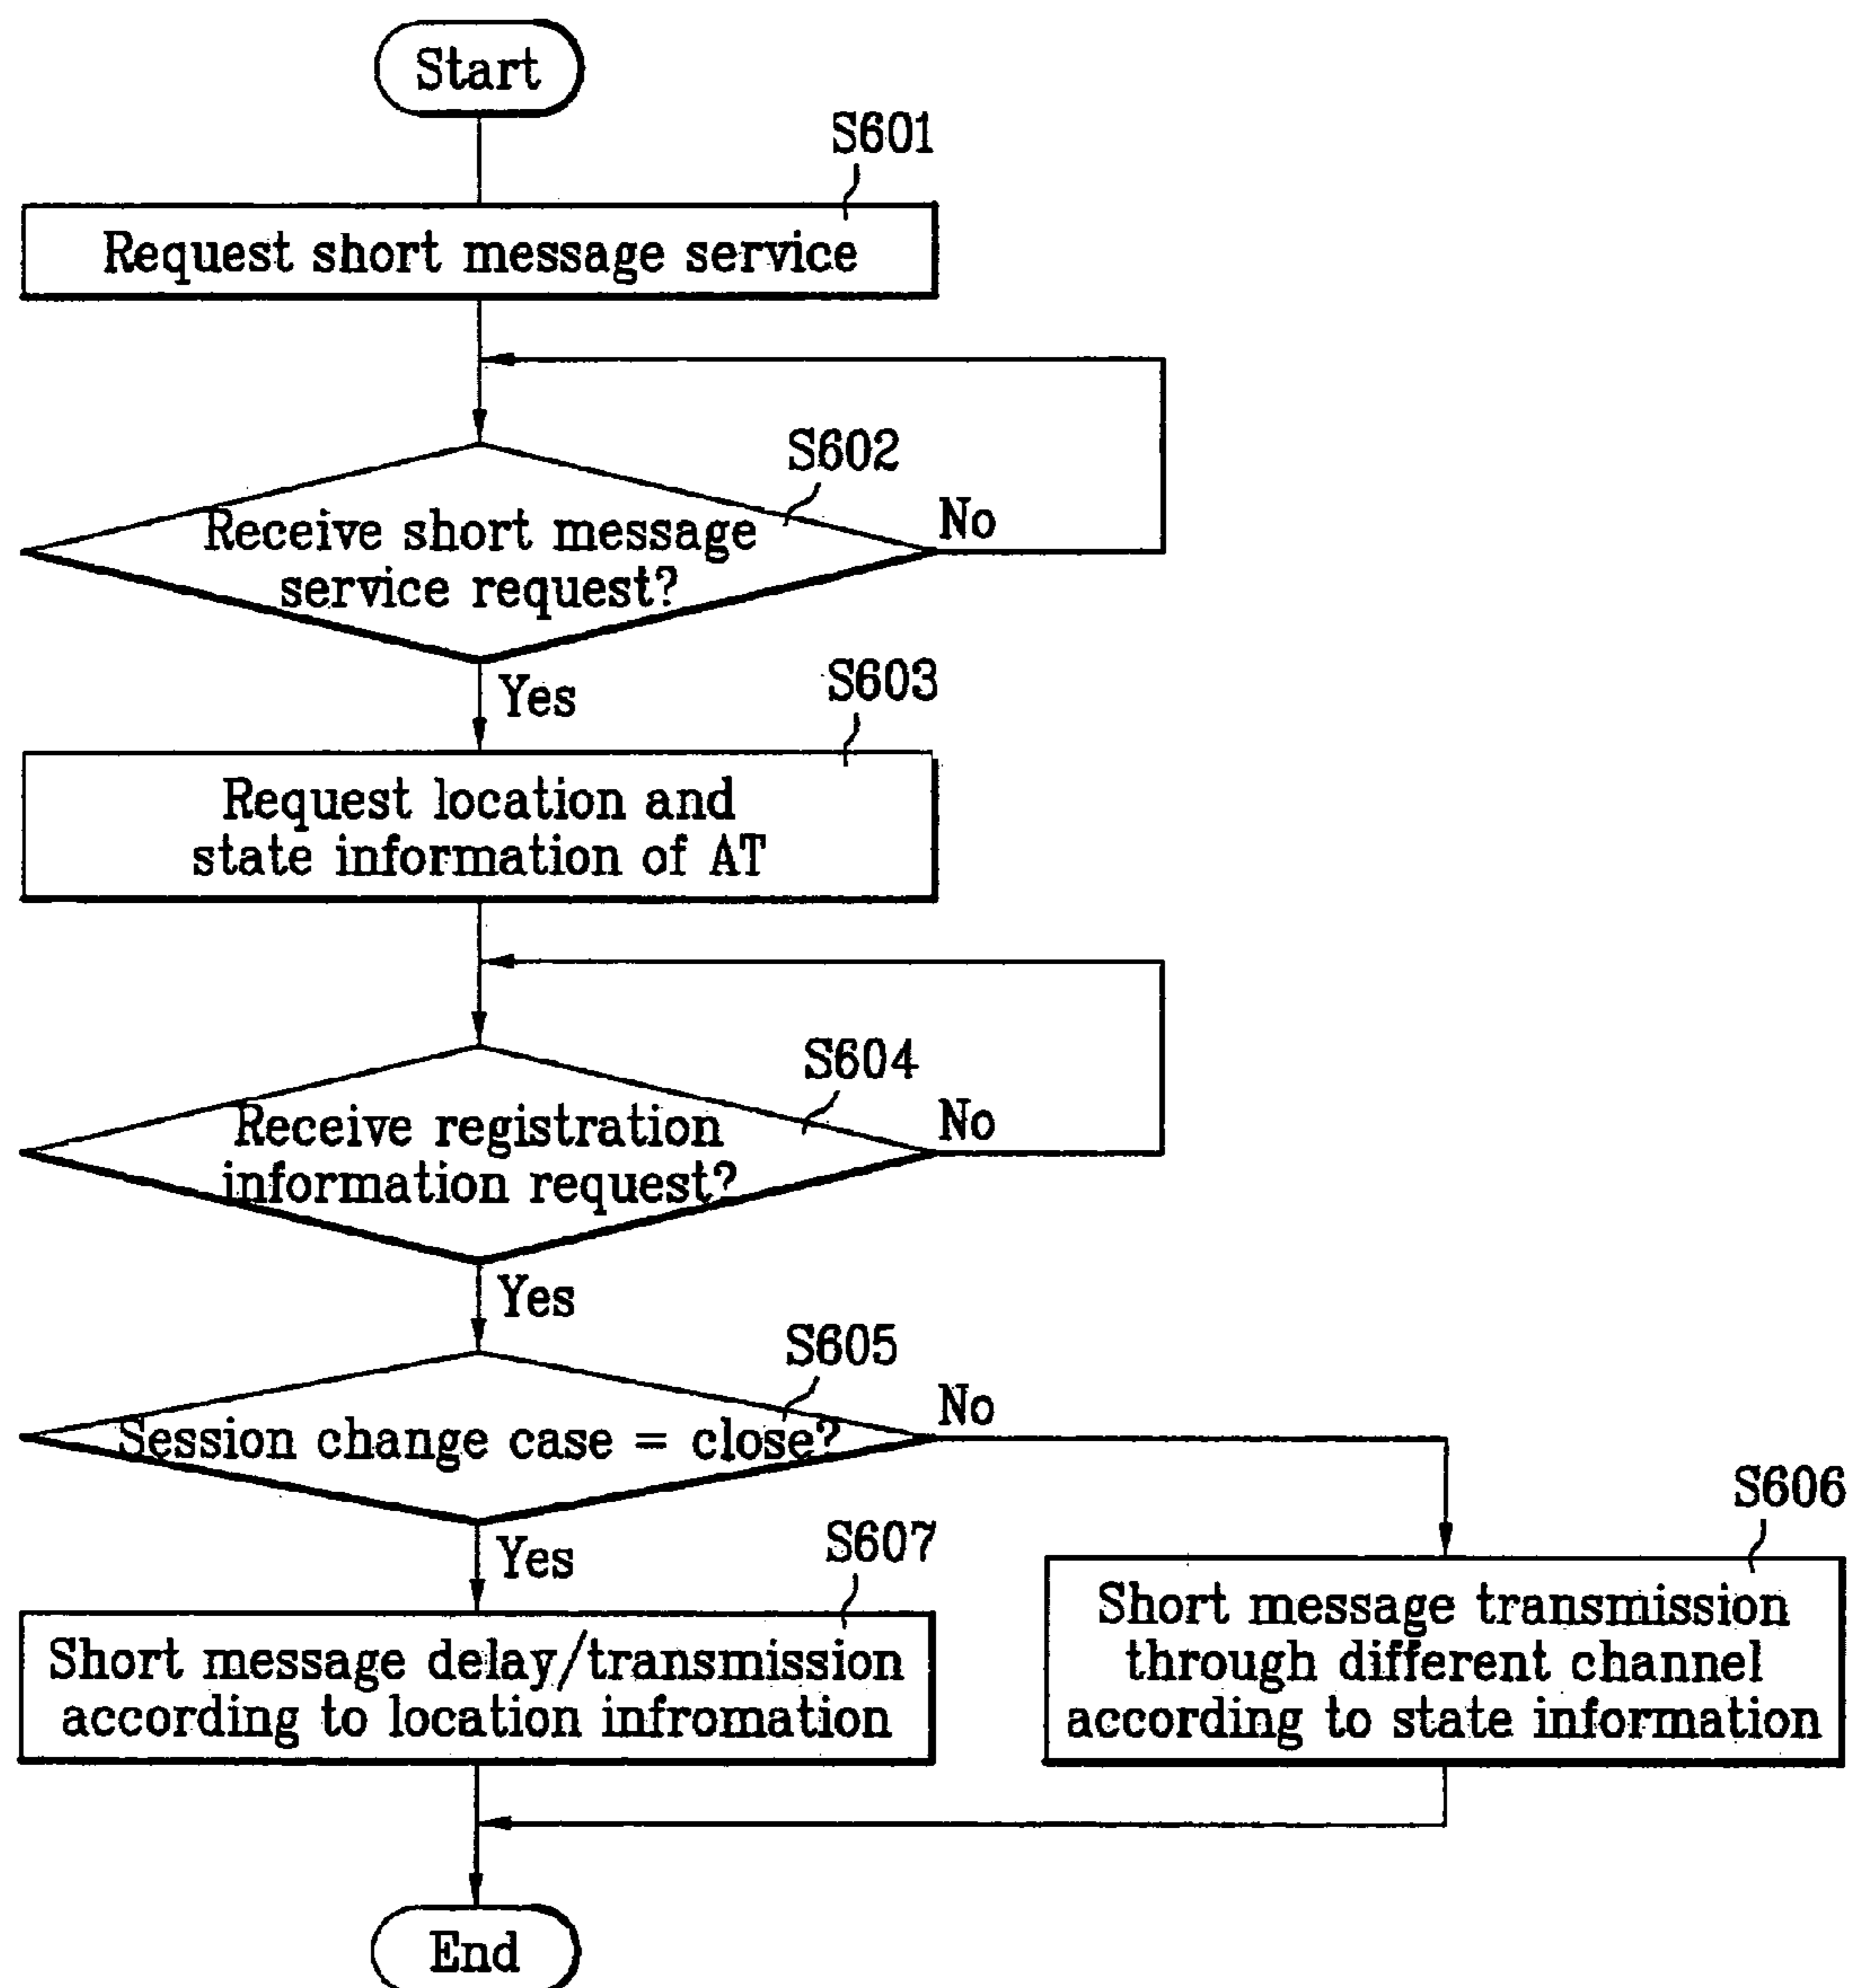 Start
S601
Request short message service
S602
Receive short message
service request?
No
Yes
S603
Request location and
state information of AT
S604
Receive registration
information request?
No
Yes
S605
Session change case = close?
No
Yes
S606
Short message transmission
through different channel
according to state information
S607
Short message delay/transmission
according to location infromation
End